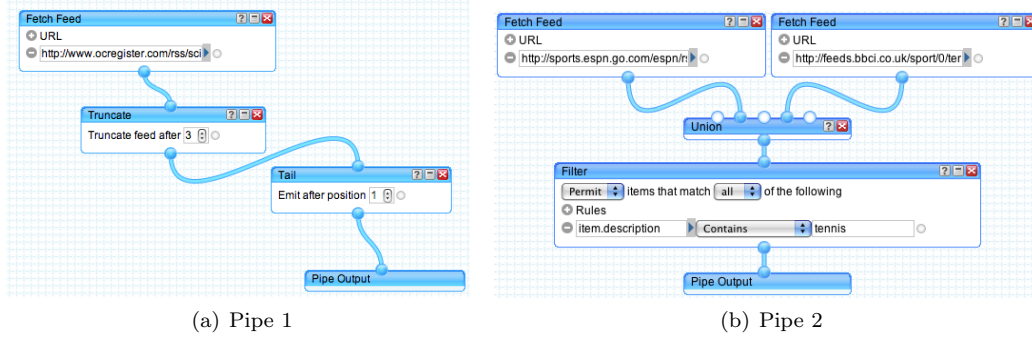 Fetch Feed
URL
http://www.ocregister.com/rss/sci
Truncate
Truncate feed after 3
Tail
Emit after position 1
Pipe Output
(a) Pipe 1
Fetch Feed
URL
http://sports.espn.go.com/espn/rs
Fetch Feed
URL
http://feeds.bbci.co.uk/sport/0/ter
Union
Filter
Permit items that match all of the following
Rules
item.description Contains tennis
Pipe Output
(b) Pipe 2